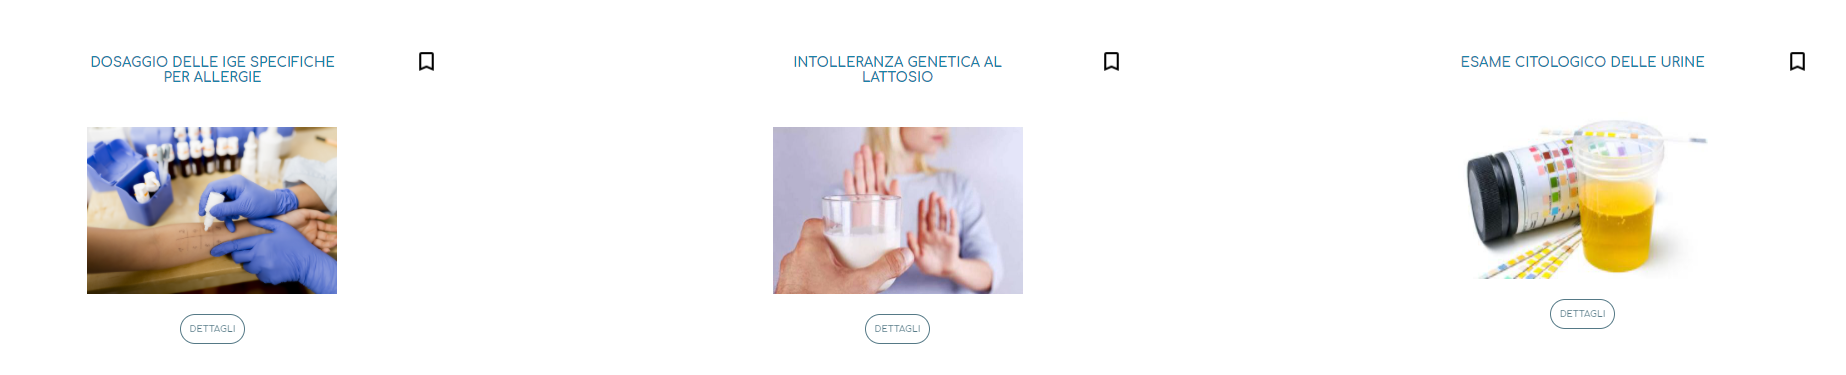 DOSAGGIO DELLE IGE SPECIFICHE
PER ALLERGIE
DETTAGLI
INTOLLERANZA GENETICA AL
LATTOSIO
DETTAGLI
ESAME CITOLOGICO DELLE URINE
DETTAGLI